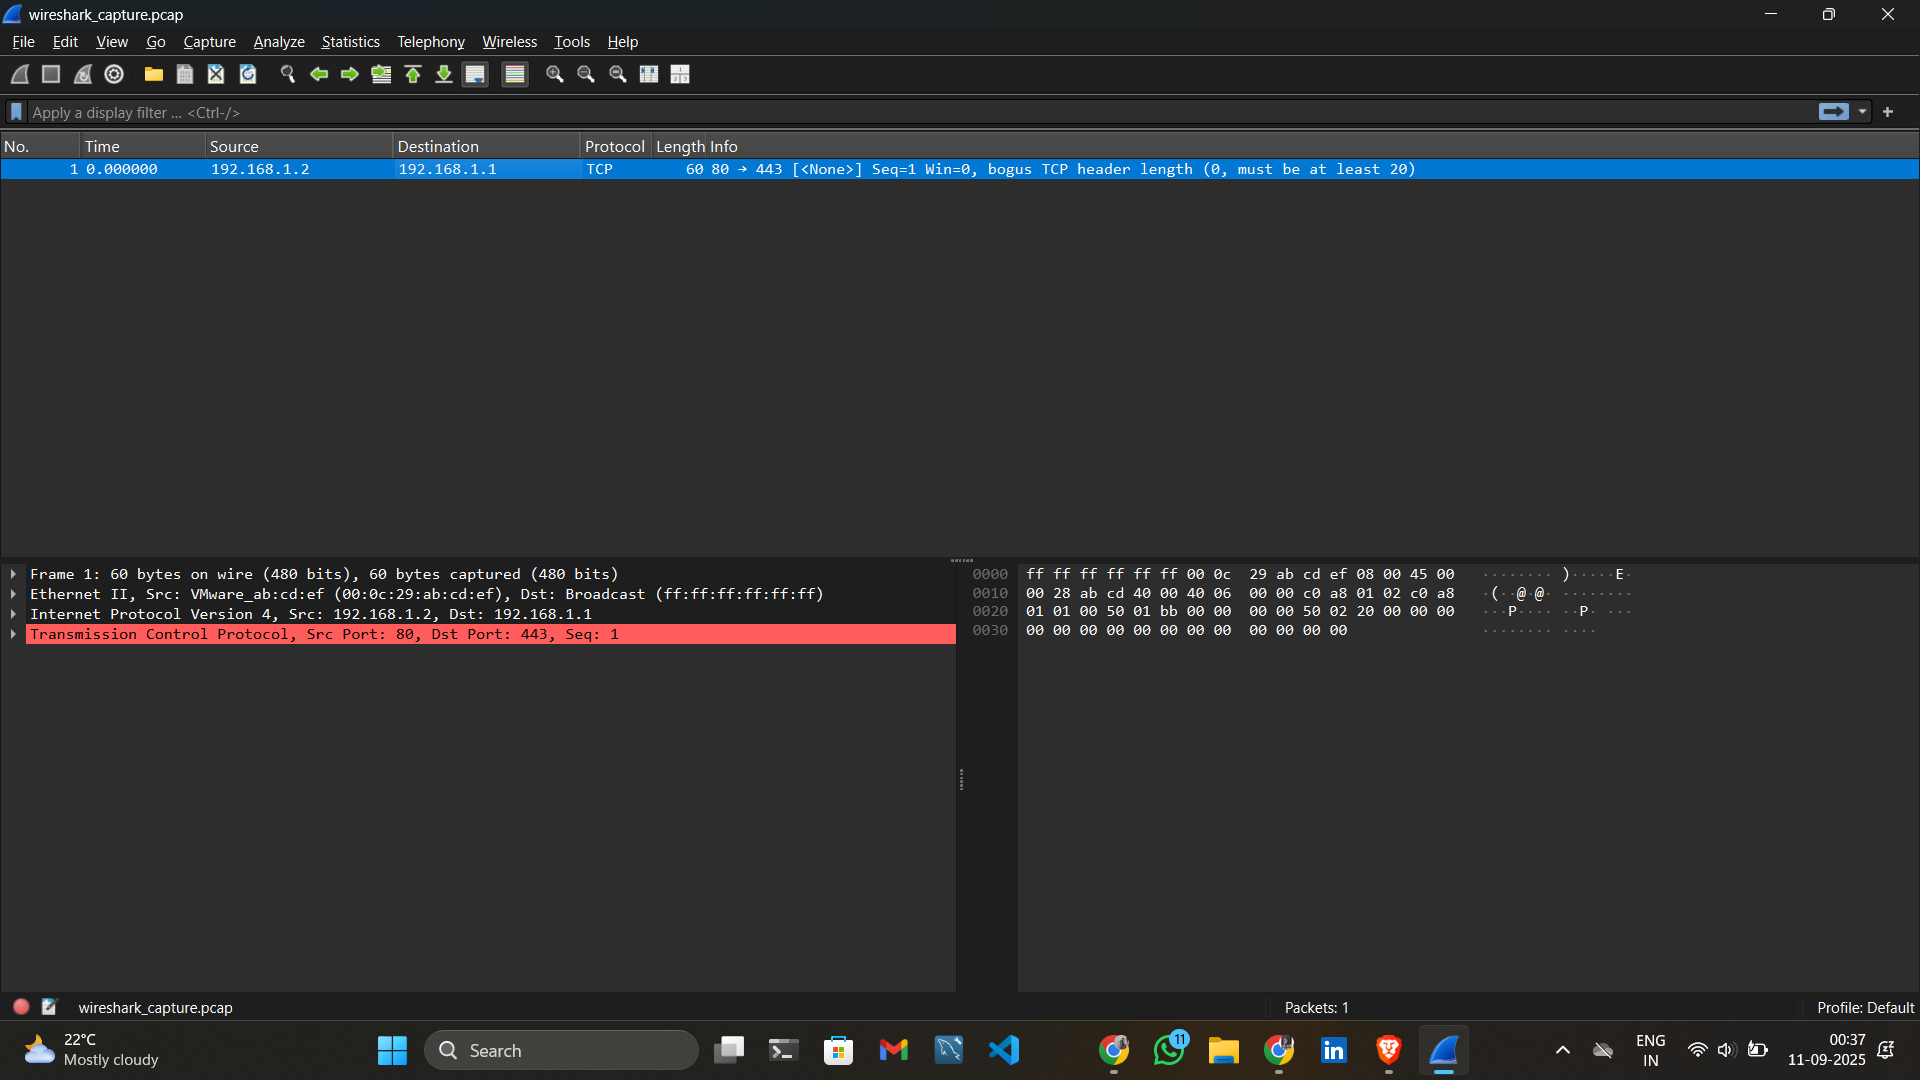 wireshark_capture.pcap
File Edit View Go Capture Analyze Statistics Telephony Wireless Tools Help
Apply a display filter ... <Ctrl-/>
No. Time Source Destination Protocol Length Info
1 0.000000 192.168.1.2 192.168.1.1 TCP 60 80 → 443 [<None>] Seq=1 Win=0, bogus TCP header length (0, must be at least 20)
Frame 1: 60 bytes on wire (480 bits), 60 bytes captured (480 bits)
Ethernet II, Src: VMware_ab:cd:ef (00:0c:29:ab:cd:ef), Dst: Broadcast (ff:ff:ff:ff:ff:ff)
Internet Protocol Version 4, Src: 192.168.1.2, Dst: 192.168.1.1
Transmission Control Protocol, Src Port: 80, Dst Port: 443, Seq: 1
0000 ff ff ff ff ff ff 00 0c 29 ab cd ef 08 00 45 00 ········ )·····E·
0010 00 28 ab cd 40 00 40 06 00 00 c0 a8 01 02 c0 a8 ·(··@·@· ········
0020 01 01 00 50 01 bb 00 00 00 00 50 02 20 00 00 00 ···P···· ··P· ···
0030 00 00 00 00 00 00 00 00 00 00 00 00 ········ ····
wireshark_capture.pcap
Packets: 1
Profile: Default
22°C
Mostly cloudy
Search
11
ENG
IN
00:37
11-09-2025